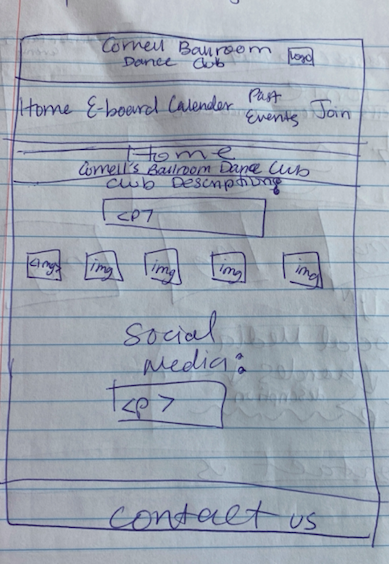 Cornell Ballroom
Dance Club
Logo
Home E-board Calender Past Events Join
Home
Cornell's Ballroom Dance Club
Club Description:
<p>
<img> img img img img
Social
Media:
<p>
Contact us